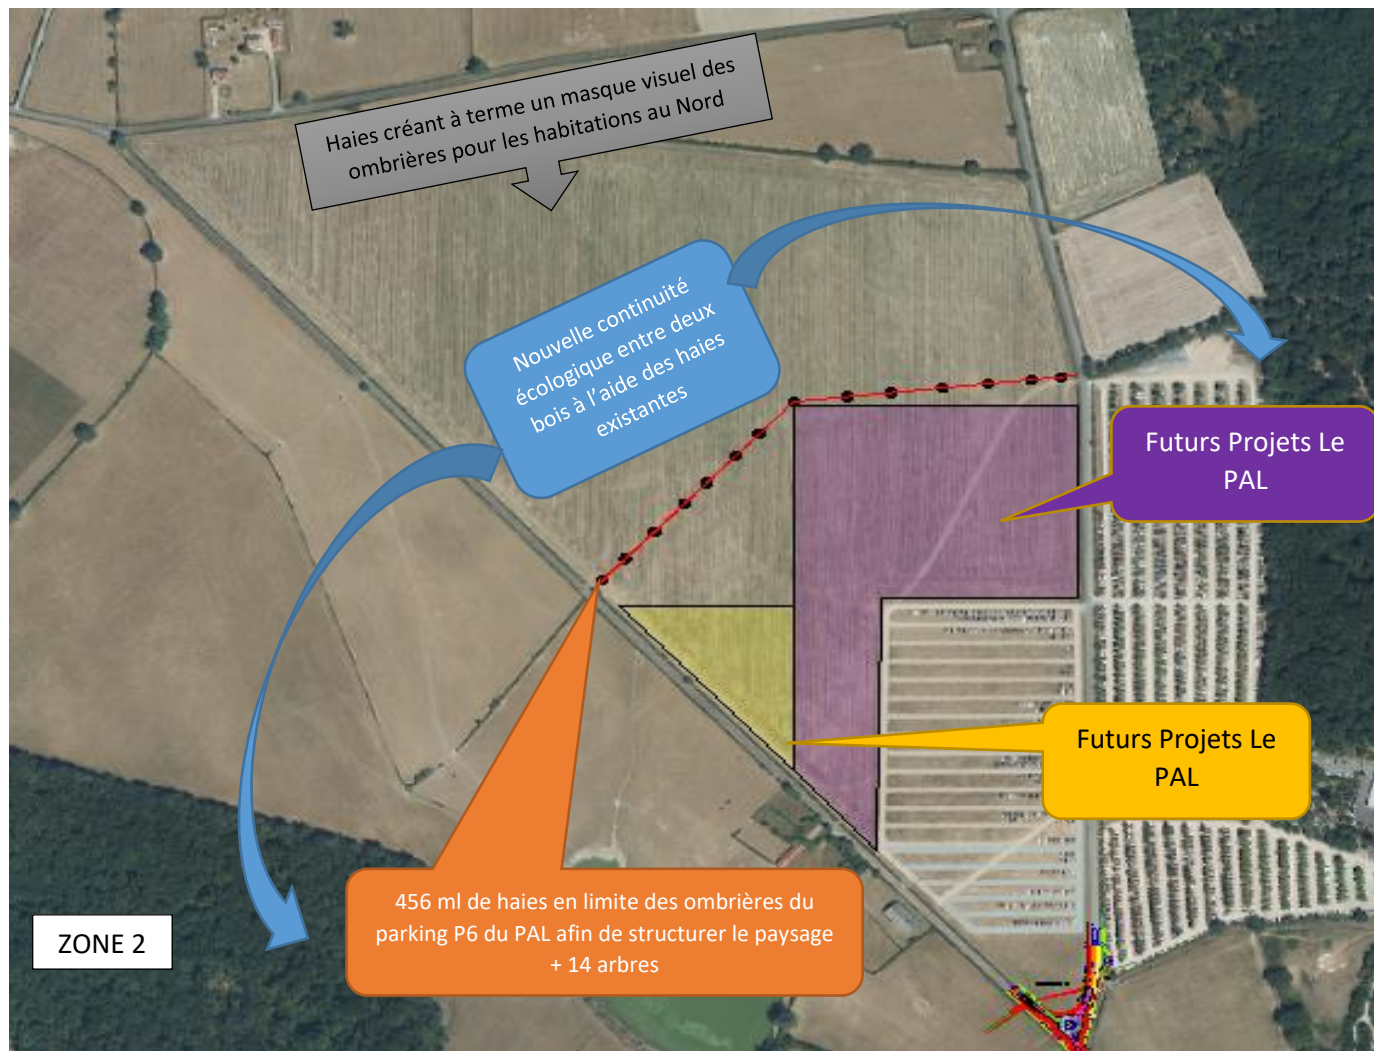 Haies créant à terme un masque visuel des
ombrières pour les habitations au Nord
Nouvelle continuité
écologique entre deux
bois à l'aide des haies
existantes
Futurs Projets Le
PAL
Futurs Projets Le
PAL
456 ml de haies en limite des ombrières du
parking P6 du PAL afin de structurer le paysage
+ 14 arbres
ZONE 2